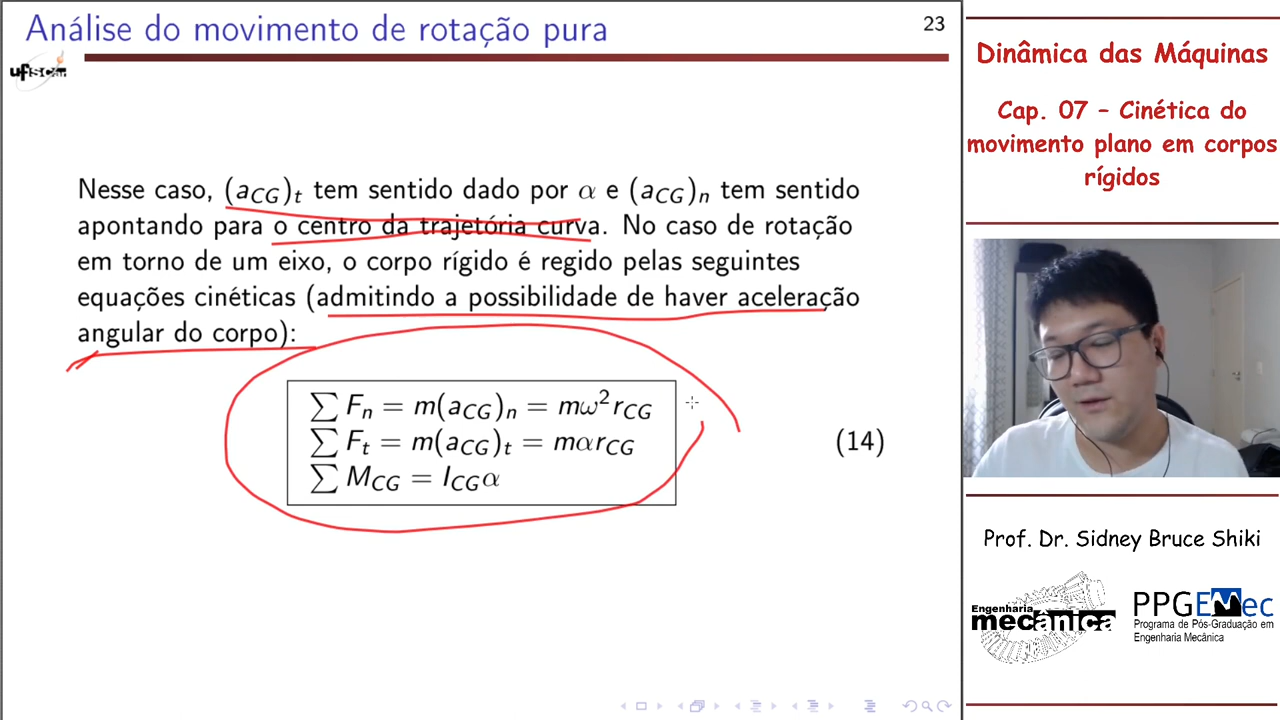 Análise do movimento de rotação pura
23
ufiscar
Nesse caso, (a_CG)_t tem sentido dado por α e (a_CG)_n tem sentido
apontando para o centro da trajetória curva. No caso de rotação
em torno de um eixo, o corpo rígido é regido pelas seguintes
equações cinéticas (admitindo a possibilidade de haver aceleração
angular do corpo):
∑ F_n = m(a_CG)_n = mω²r_CG
∑ F_t = m(a_CG)_t = mαr_CG
∑ M_CG = I_CGα
(14)
Dinâmica das Máquinas
Cap. 07 – Cinética do
movimento plano em corpos
rígidos
Prof. Dr. Sidney Bruce Shiki
Engenharia
mecânica
PPGEMec
Programa de Pós-Graduação em
Engenharia Mecânica